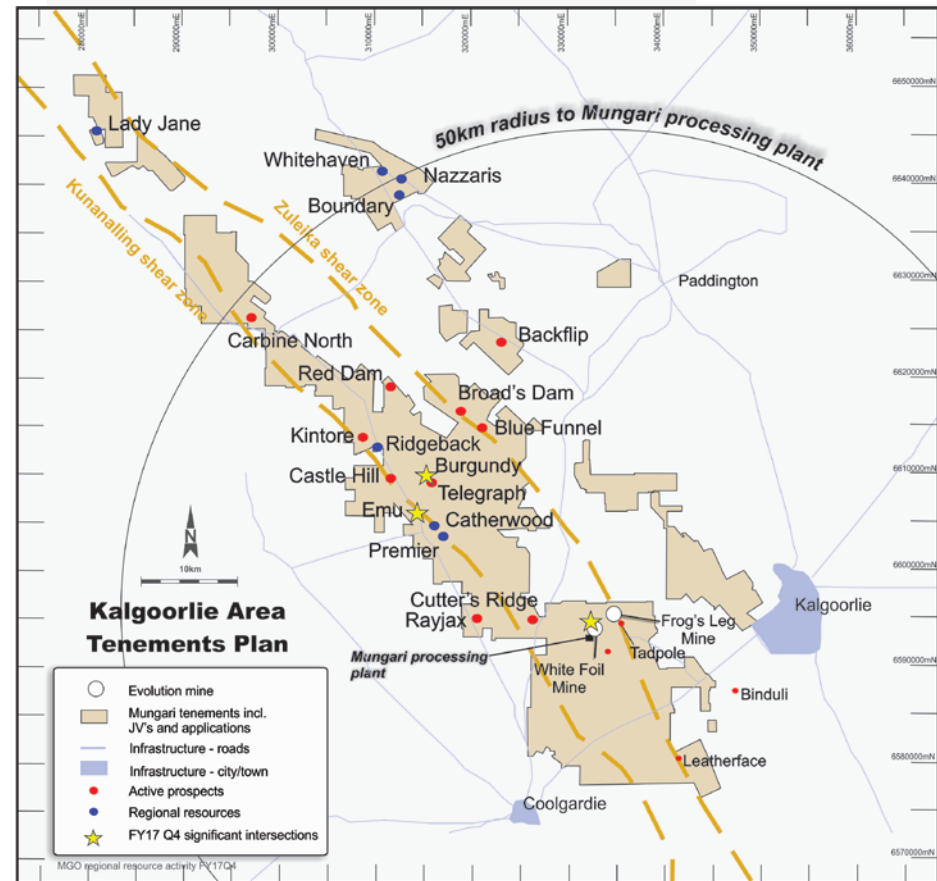 280000mE
290000mE
300000mE
310000mE
320000mE
330000mE
340000mE
350000mE
360000mE
6650000mN
6640000mN
6630000mN
6620000mN
6610000mN
6600000mN
6590000mN
6580000mN
6570000mN
50km radius to Mungari processing plant
Lady Jane
Whitehaven
Nazzaris
Boundary
Kunanalling shear zone
Zuleika shear zone
Paddington
Carbine North
Backflip
Red Dam
Broad's Dam
Blue Funnel
Kintore
Ridgeback
Burgundy
Castle Hill
Telegraph
Emu
Catherwood
Premier
N
10km
Kalgoorlie Area
Tenements Plan
Cutter's Ridge
Rayjax
Kalgoorlie
Frog's Leg
Mine
Tadpole
Mungari processing
plant
White Foil
Mine
Binduli
Leatherface
Coolgardie
Evolution mine
Mungari tenements incl.
JV's and applications
Infrastructure - roads
Infrastructure - city/town
Active prospects
Regional resources
FY17 Q4 significant intersections
MGO regional resource activity FY17Q4